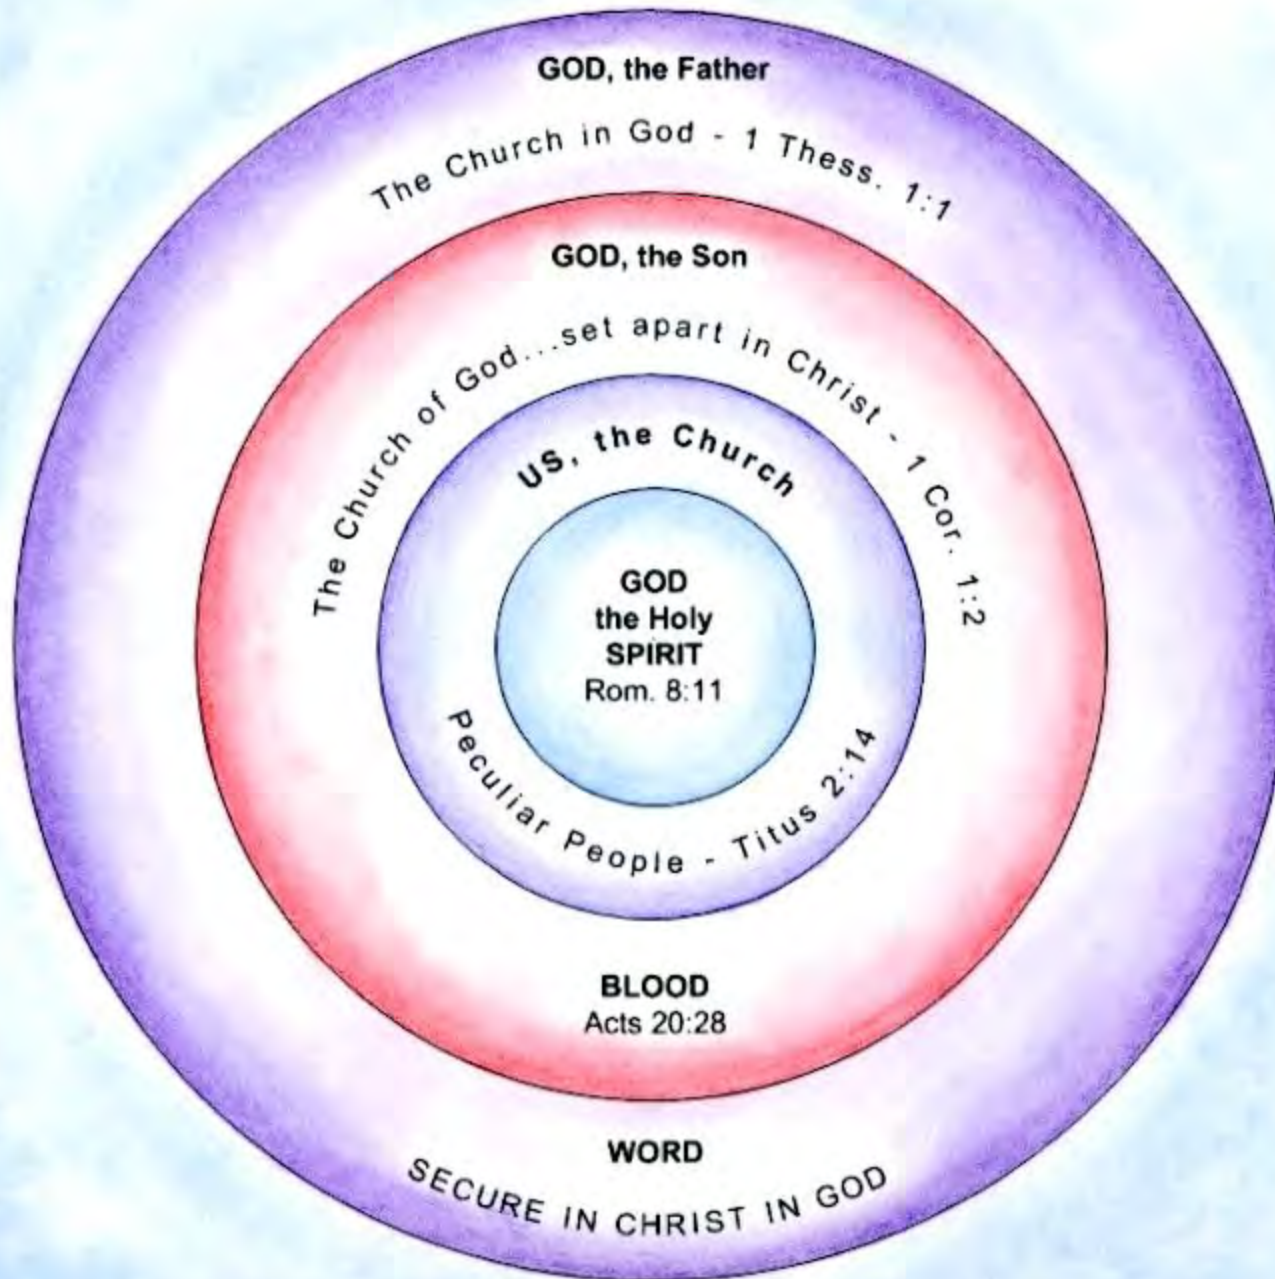 GOD, the Father
The Church in God - 1 Thess. 1:1
GOD, the Son
The Church of God...set apart in Christ - 1 Cor. 1:2
US, the Church
GOD
the Holy
SPIRIT
Rom. 8:11
Peculiar People - Titus 2:14
BLOOD
Acts 20:28
WORD
SECURE IN CHRIST IN GOD